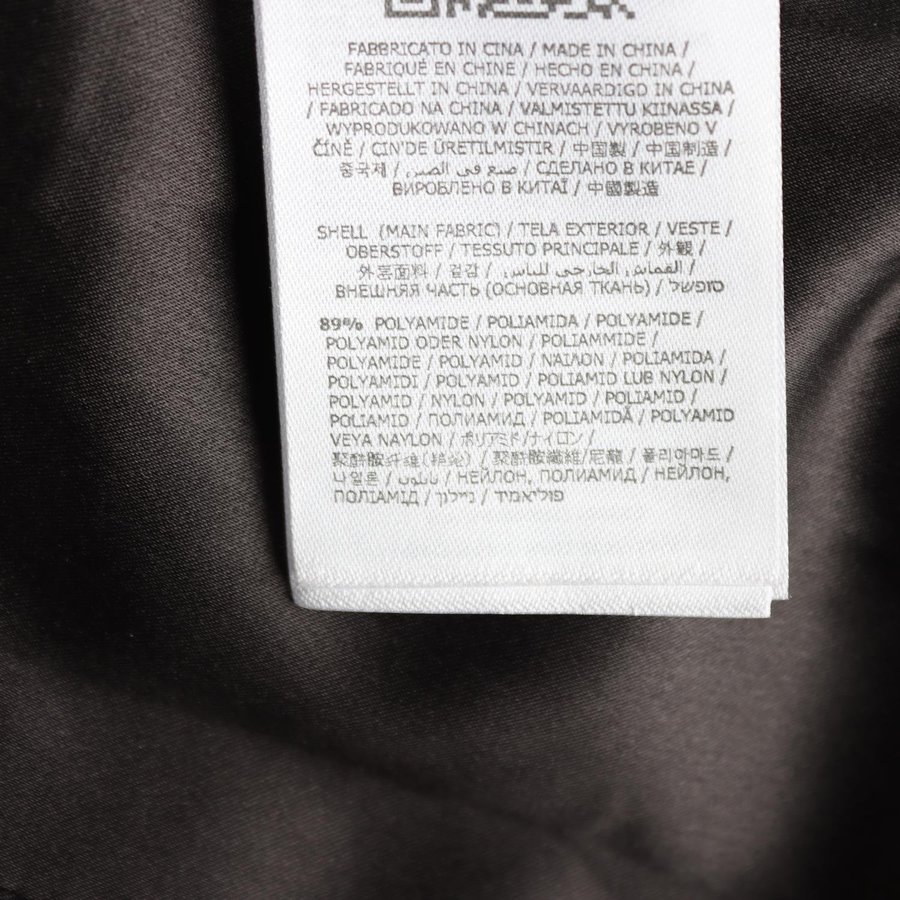 FABBRICATO IN CINA / MADE IN CHINA /
FABRIQUÉ EN CHINE / HECHO EN CHINA /
HERGESTELLT IN CHINA / VERVAARDIGD IN CHINA
/ FABRICADO NA CHINA / VALMISTETTU KIINASSA /
WYPRODUKOWANO W CHINACH / VYROBENO V
ČÍNĚ / ÇIN'DE ÜRETILMISTIR / 中国製 / 中国制造 /
중국제 / صنع في الصين / СДЕЛАНО В КИТАЕ /
ВИРОБЛЕНО В КИТАЇ / 中國製造
SHELL (MAIN FABRIC) / TELA EXTERIOR / VESTE /
OBERSTOFF / TESSUTO PRINCIPALE / 外観 /
外套面料 / 겉감 / القماش الخارجي للباس /
ВНЕШНЯЯ ЧАСТЬ (ОСНОВНАЯ ТКАНЬ) /
89% POLYAMIDE / POLIAMIDA / POLYAMIDE /
POLYAMID ODER NYLON / POLIAMMIDE /
POLYAMIDE / POLYAMID / ΝΑΊΛΟΝ / POLIAMIDA /
POLYAMIDI / POLYAMID / POLIAMID LUB NYLON /
POLYAMID / NYLON / POLYAMID / POLIAMID /
POLIAMID / ПОЛИАМИД / POLIAMIDĂ / POLYAMID
VEYA NAYLON / ポリアミド/ナイロン /
聚酰胺纤维(锦纶) / 聚醯胺纖維/尼龍 / 폴리아마드 /
나일론 / نايلون / НЕЙЛОН, ПОЛИАМИД / НЕЙЛОН,
ПОЛІАМІД / ניילון / פוליאמיד